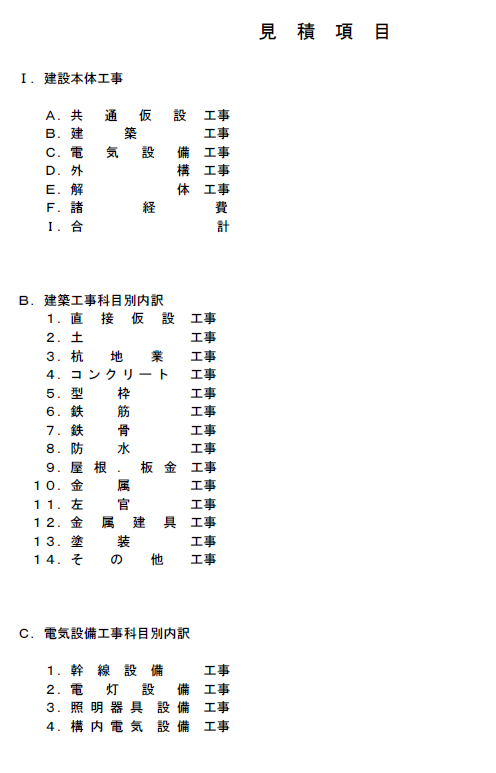 見 積 項 目
Ⅰ. 建設本体工事
A. 共 通 仮 設 工事
B. 建 築 工事
C. 電 気 設 備 工事
D. 外 構 工事
E. 解 体 工事
F. 諸 経 費
I. 合 計
B. 建築工事科目別内訳
1. 直 接 仮 設 工事
2. 土 工事
3. 杭 地 業 工事
4. コンクリート 工事
5. 型 枠 工事
6. 鉄 筋 工事
7. 鉄 骨 工事
8. 防 水 工事
9. 屋 根 . 板 金 工事
10. 金 属 工事
11. 左 官 工事
12. 金 属 建 具 工事
13. 塗 装 工事
14. そ の 他 工事
C. 電気設備工事科目別内訳
1. 幹 線 設 備 工事
2. 電 灯 設 備 工事
3. 照 明 器 具 設 備 工事
4. 構 内 電 気 設 備 工事